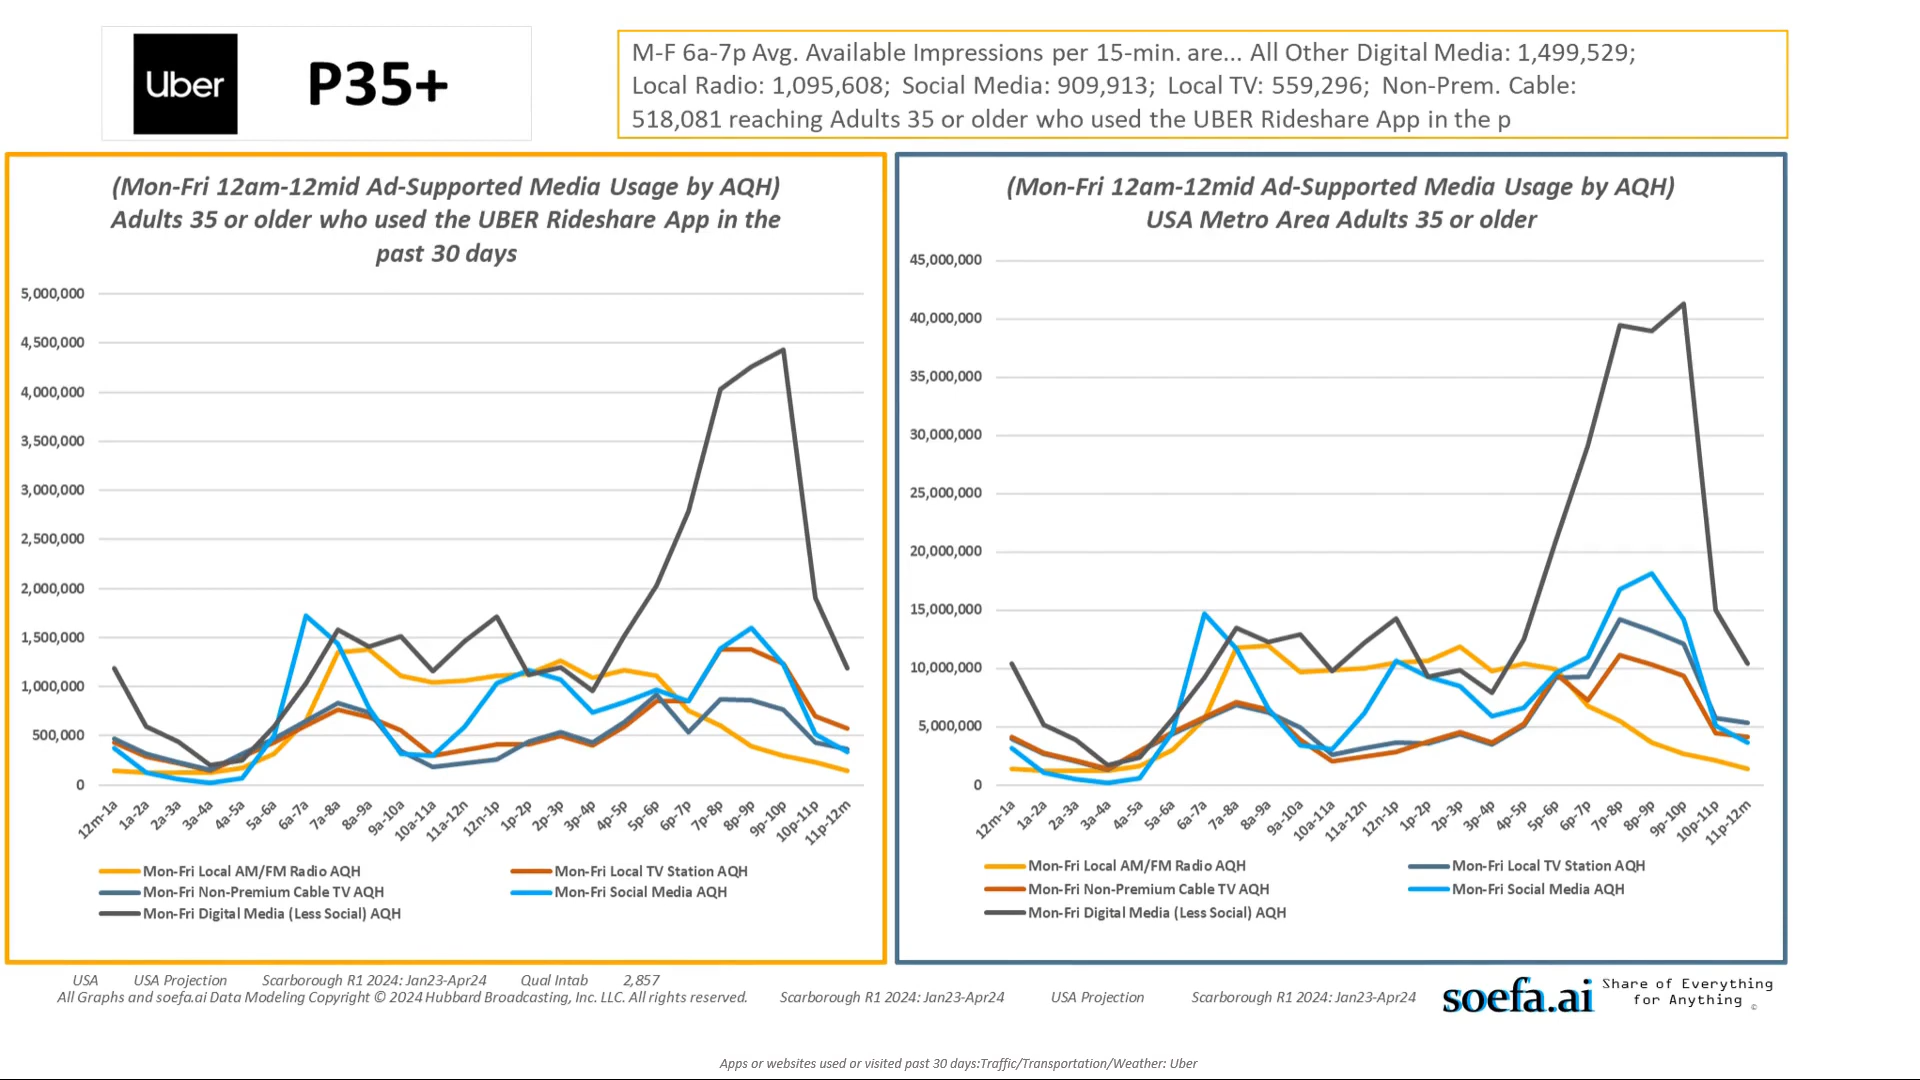 Uber
P35+
M-F 6a-7p Avg. Available Impressions per 15-min. are... All Other Digital Media: 1,499,529;
Local Radio: 1,095,608; Social Media: 909,913; Local TV: 559,296; Non-Prem. Cable:
518,081 reaching Adults 35 or older who used the UBER Rideshare App in the p
(Mon-Fri 12am-12mid Ad-Supported Media Usage by AQH)
Adults 35 or older who used the UBER Rideshare App in the
past 30 days
5,000,000
4,500,000
4,000,000
3,500,000
3,000,000
2,500,000
2,000,000
1,500,000
1,000,000
500,000
0
12m-1a
1a-2a
2a-3a
3a-4a
4a-5a
5a-6a
6a-7a
7a-8a
8a-9a
9a-10a
10a-11a
11a-12n
12n-1p
1p-2p
2p-3p
3p-4p
4p-5p
5p-6p
6p-7p
7p-8p
8p-9p
9p-10p
10p-11p
11p-12m
Mon-Fri Local AM/FM Radio AQH
Mon-Fri Local TV Station AQH
Mon-Fri Non-Premium Cable TV AQH
Mon-Fri Social Media AQH
Mon-Fri Digital Media (Less Social) AQH
(Mon-Fri 12am-12mid Ad-Supported Media Usage by AQH)
USA Metro Area Adults 35 or older
45,000,000
40,000,000
35,000,000
30,000,000
25,000,000
20,000,000
15,000,000
10,000,000
5,000,000
0
12m-1a
1a-2a
2a-3a
3a-4a
4a-5a
5a-6a
6a-7a
7a-8a
8a-9a
9a-10a
10a-11a
11a-12n
12n-1p
1p-2p
2p-3p
3p-4p
4p-5p
5p-6p
6p-7p
7p-8p
8p-9p
9p-10p
10p-11p
11p-12m
Mon-Fri Local AM/FM Radio AQH
Mon-Fri Local TV Station AQH
Mon-Fri Non-Premium Cable TV AQH
Mon-Fri Social Media AQH
Mon-Fri Digital Media (Less Social) AQH
USA USA Projection Scarborough R1 2024: Jan23-Apr24 Qual Intab 2,857
All Graphs and soefa.ai Data Modeling Copyright © 2024 Hubbard Broadcasting, Inc. LLC. All rights reserved. Scarborough R1 2024: Jan23-Apr24 USA Projection Scarborough R1 2024: Jan23-Apr24
soefa.ai
Share of Everything
for Anything ©
Apps or websites used or visited past 30 days:Traffic/Transportation/Weather: Uber